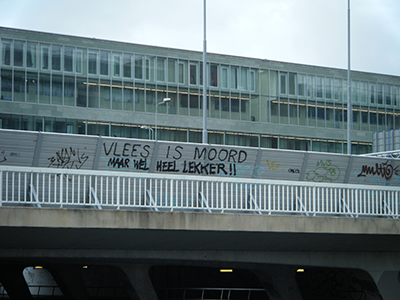 VLEES IS MOORD
MAAR WEL HEEL LEKKER!!